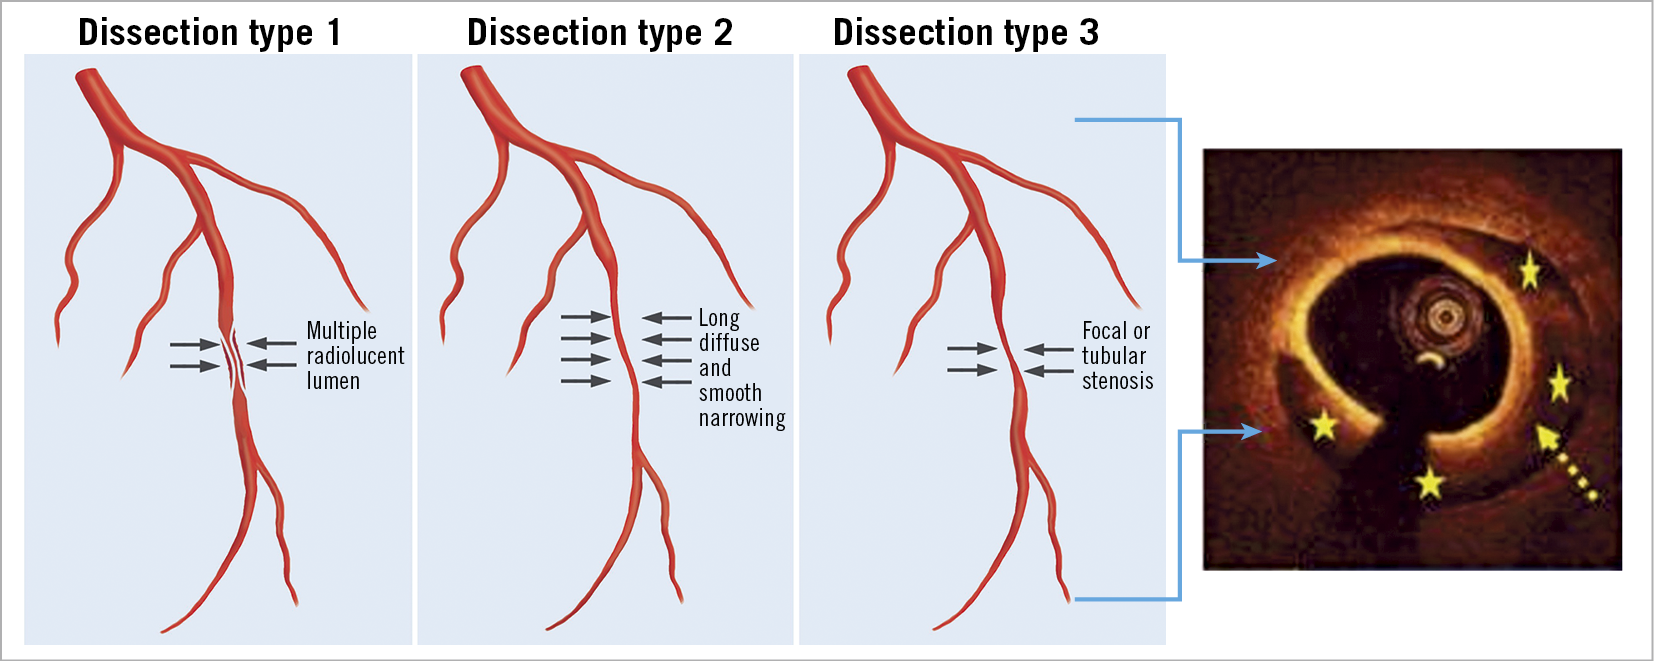 Dissection type 1
Multiple
radiolucent
lumen
Dissection type 2
Long
diffuse
and
smooth
narrowing
Dissection type 3
Focal or
tubular
stenosis